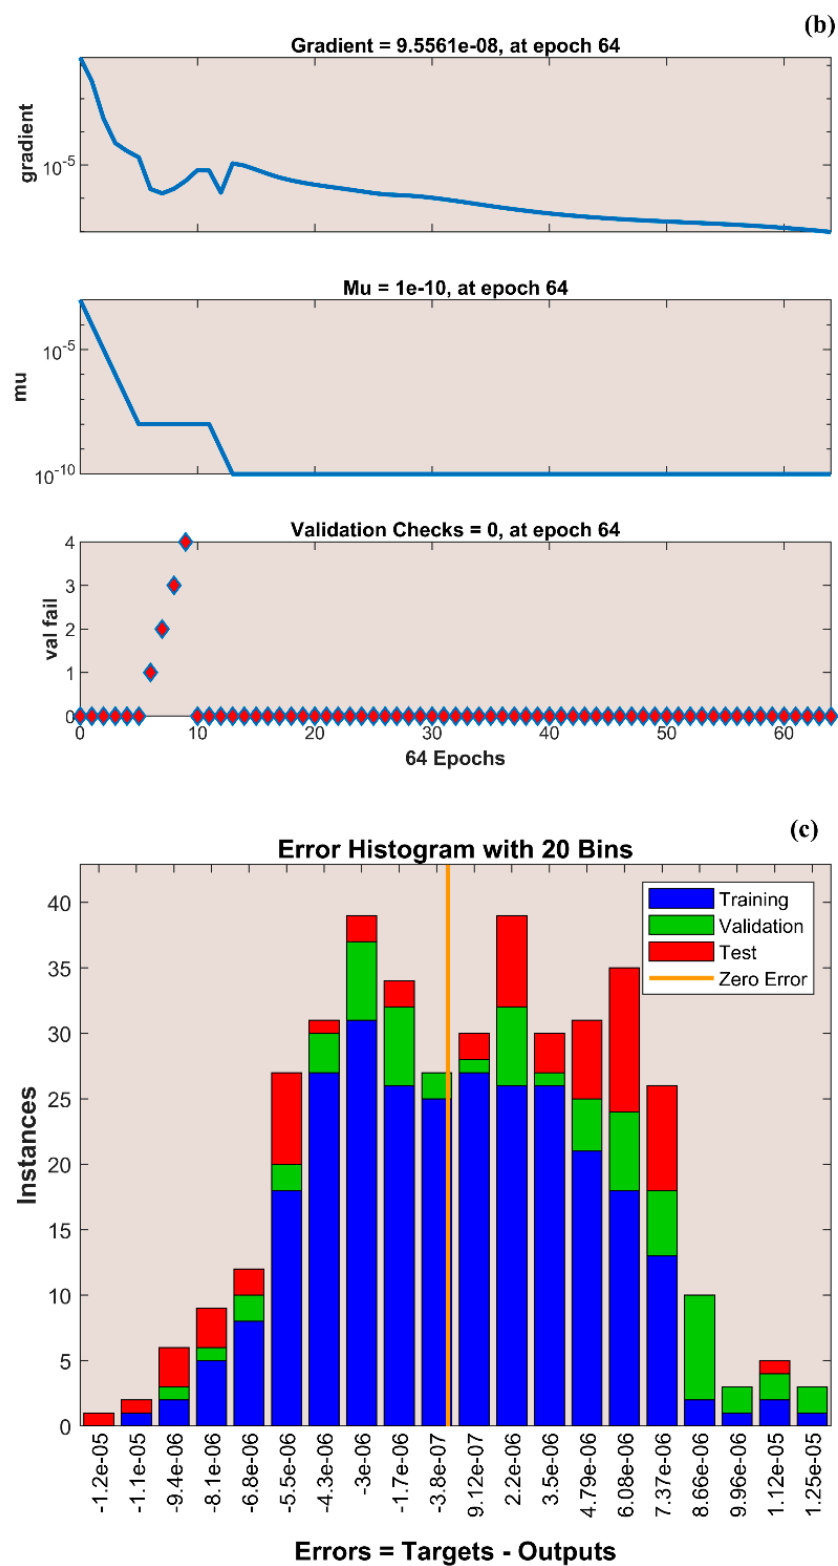 (b)
Gradient = 9.5561e-08, at epoch 64
gradient
10-5
Mu = 1e-10, at epoch 64
mu
10-5
10-10
Validation Checks = 0, at epoch 64
val fail
4
3
2
1
0
0 10 20 30 40 50 60
64 Epochs
(c)
Error Histogram with 20 Bins
Training
Validation
Test
Zero Error
Instances
40
35
30
25
20
15
10
5
0
-1.2e-05
-1.1e-05
-9.4e-06
-8.1e-06
-6.8e-06
-5.5e-06
-4.3e-06
-3e-06
-1.7e-06
-3.8e-07
9.12e-07
2.2e-06
3.5e-06
4.79e-06
6.08e-06
7.37e-06
8.66e-06
9.96e-06
1.12e-05
1.25e-05
Errors = Targets - Outputs